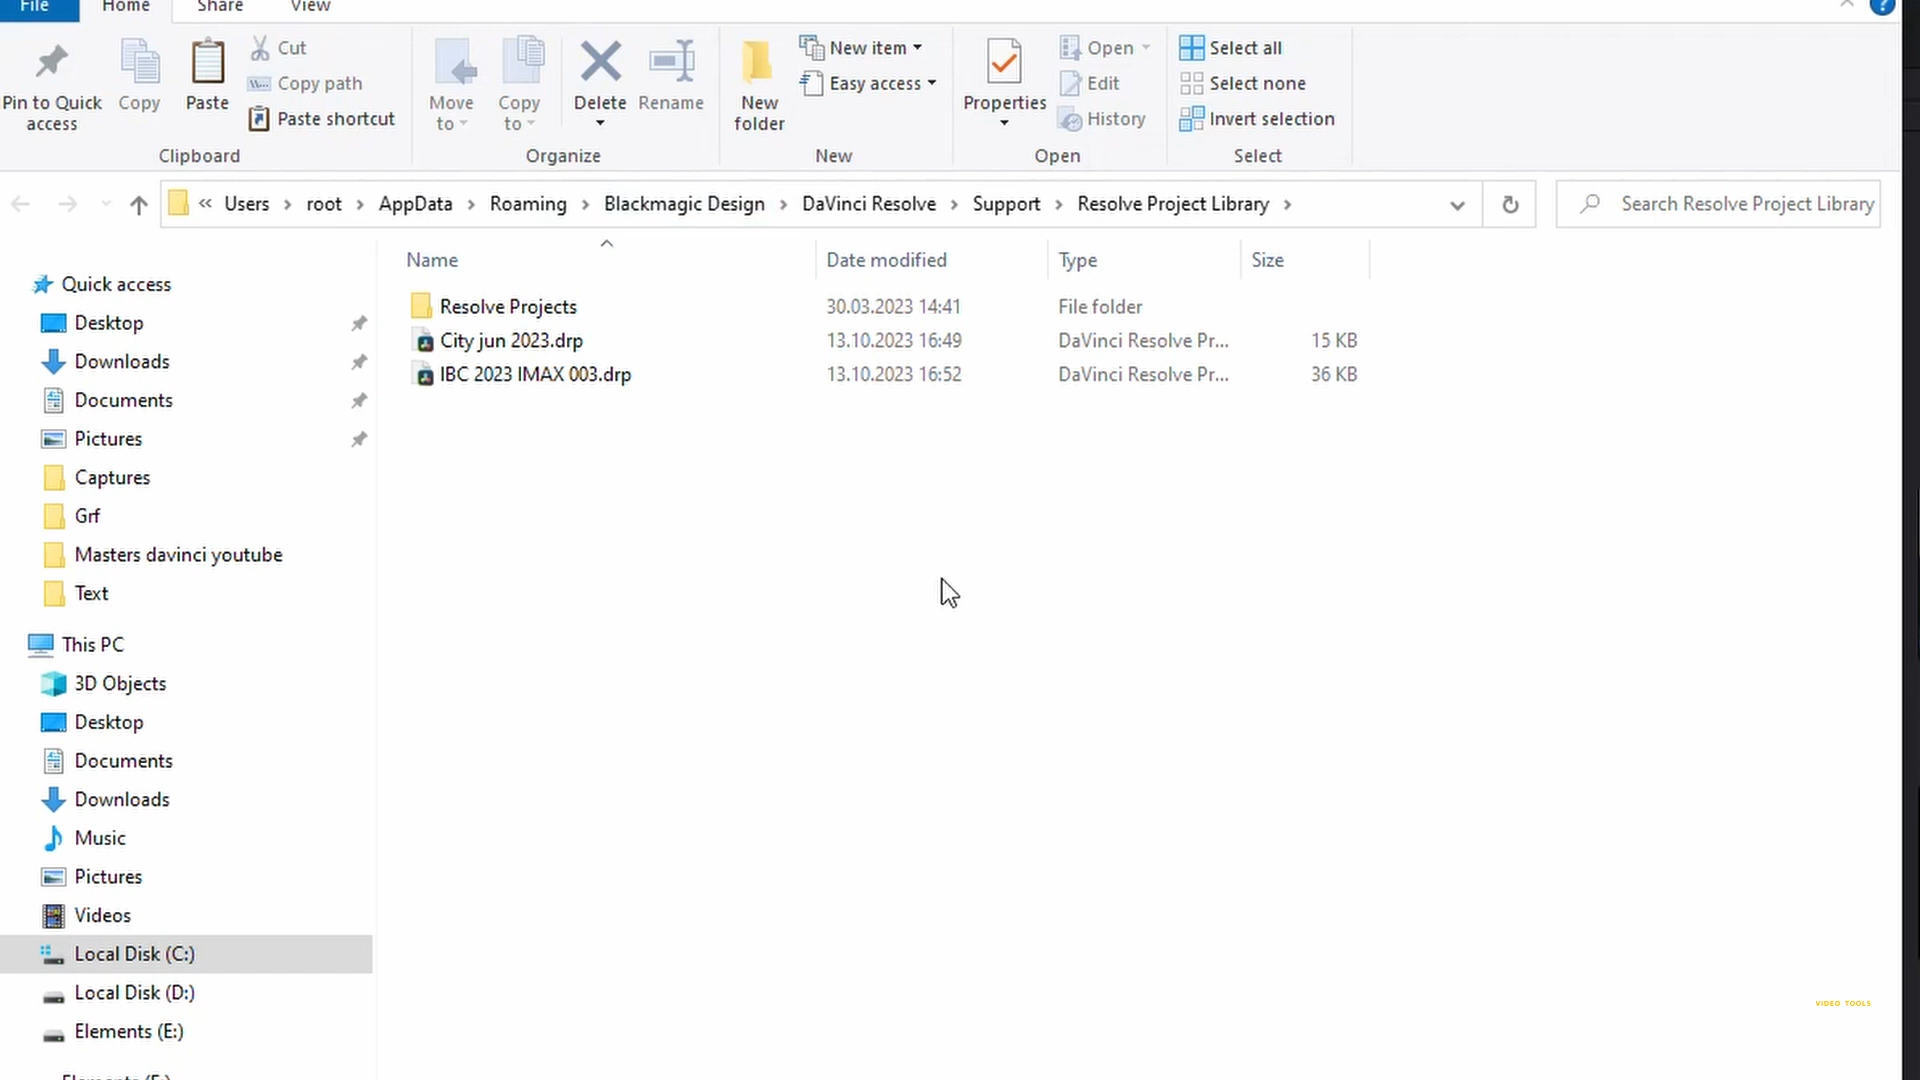 File Home Share View
Pin to Quick access
Copy
Paste
Cut
Copy path
Paste shortcut
Clipboard
Move to
Copy to
Delete
Rename
Organize
New folder
New item
Easy access
New
Properties
Open
Edit
History
Open
Select all
Select none
Invert selection
Select
« Users › root › AppData › Roaming › Blackmagic Design › DaVinci Resolve › Support › Resolve Project Library ›
Search Resolve Project Library
Name Date modified Type Size
Resolve Projects 30.03.2023 14:41 File folder
City jun 2023.drp 13.10.2023 16:49 DaVinci Resolve Pr... 15 KB
IBC 2023 IMAX 003.drp 13.10.2023 16:52 DaVinci Resolve Pr... 36 KB
Quick access
Desktop
Downloads
Documents
Pictures
Captures
Grf
Masters davinci youtube
Text
This PC
3D Objects
Desktop
Documents
Downloads
Music
Pictures
Videos
Local Disk (C:)
Local Disk (D:)
Elements (E:)
VIDEO TOOLS